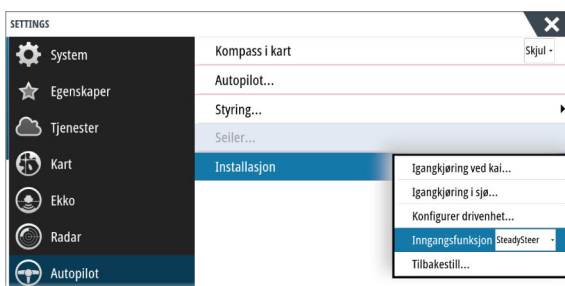 SETTINGS
System
Egenskaper
Tjenester
Kart
Ekko
Radar
Autopilot
Kompass i kart Skjul
Autopilot...
Styring...
Seiler...
Installasjon
Igangkjøring ved kai...
Igangkjøring i sjø...
Konfigurer drivenhet...
Inngangsfunksjon SteadySteer
Tilbakestill...